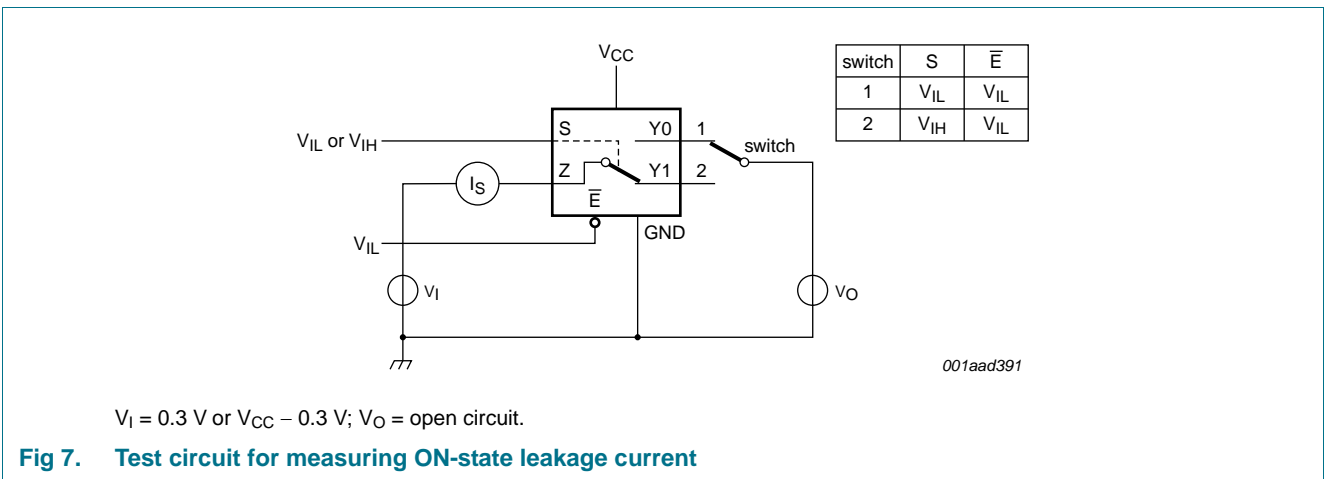 VCC
switch S E̅
1 VIL VIL
2 VIH VIL
VIL or VIH
S
Y0
1
switch
Z
Y1
2
IS
E̅
GND
VIL
VI
VO
001aad391
VI = 0.3 V or VCC − 0.3 V; VO = open circuit.
Fig 7. Test circuit for measuring ON-state leakage current